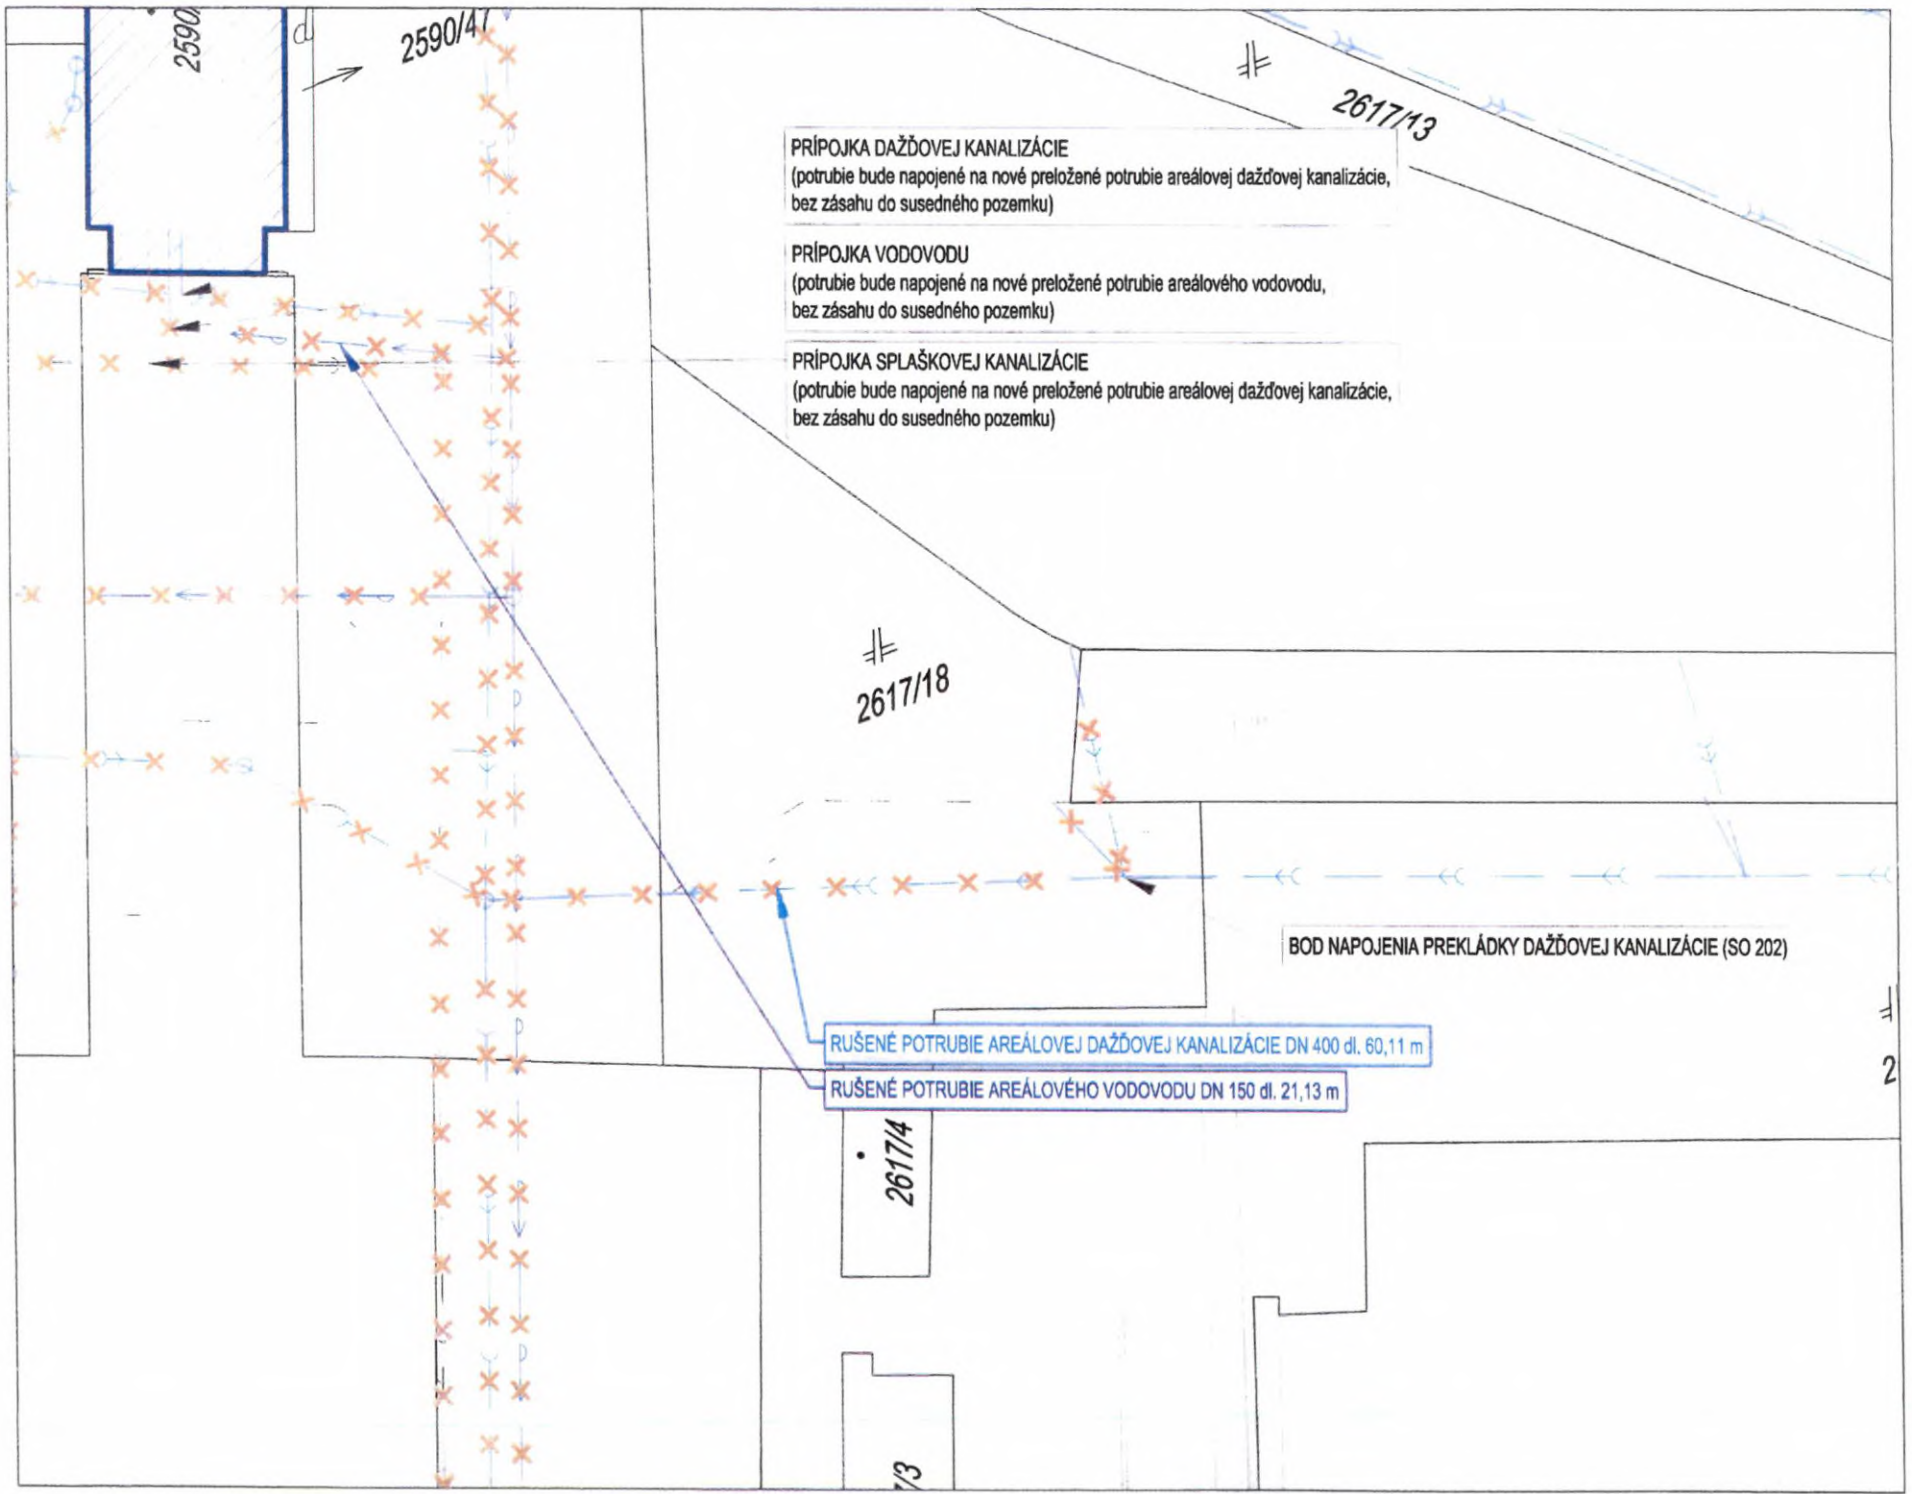 2590/
2590/47
2617/13
PRÍPOJKA DAŽĎOVEJ KANALIZÁCIE
(potrubie bude napojené na nové preložené potrubie areálovej dažďovej kanalizácie,
bez zásahu do susedného pozemku)
PRÍPOJKA VODOVODU
(potrubie bude napojené na nové preložené potrubie areálového vodovodu,
bez zásahu do susedného pozemku)
PRÍPOJKA SPLAŠKOVEJ KANALIZÁCIE
(potrubie bude napojené na nové preložené potrubie areálovej dažďovej kanalizácie,
bez zásahu do susedného pozemku)
2617/18
BOD NAPOJENIA PREKLÁDKY DAŽĎOVEJ KANALIZÁCIE (SO 202)
RUŠENÉ POTRUBIE AREÁLOVEJ DAŽĎOVEJ KANALIZÁCIE DN 400 dl. 60,11 m
RUŠENÉ POTRUBIE AREÁLOVÉHO VODOVODU DN 150 dl. 21,13 m
2
2617/4
/3